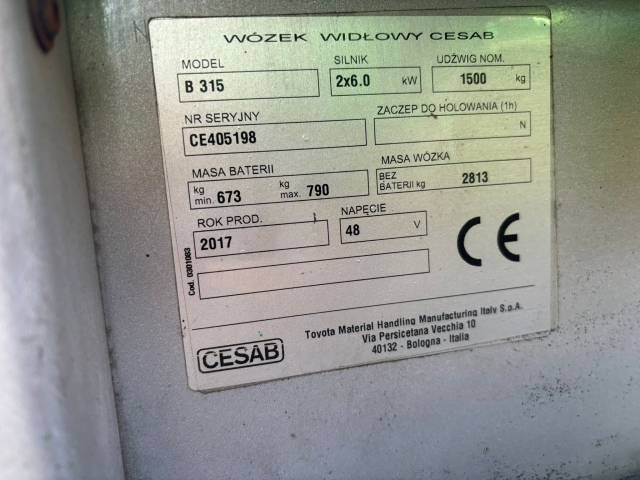 WÓZEK WIDŁOWY CESAB
MODEL SILNIK UDŹWIG NOM.
B 315 2x6.0 kW 1500 kg
NR SERYJNY ZACZEP DO HOLOWANIA (1h)
CE405198 N
MASA BATERII MASA WÓZKA
kg min. 673 kg max. 790 BEZ BATERII kg 2813
ROK PROD. NAPĘCIE
2017 48 V
CE
Cod. 0301083
CESAB
Toyota Material Handling Manufacturing Italy S.p.A.
Via Persicetana Vecchia 10
40132 - Bologna - Italia